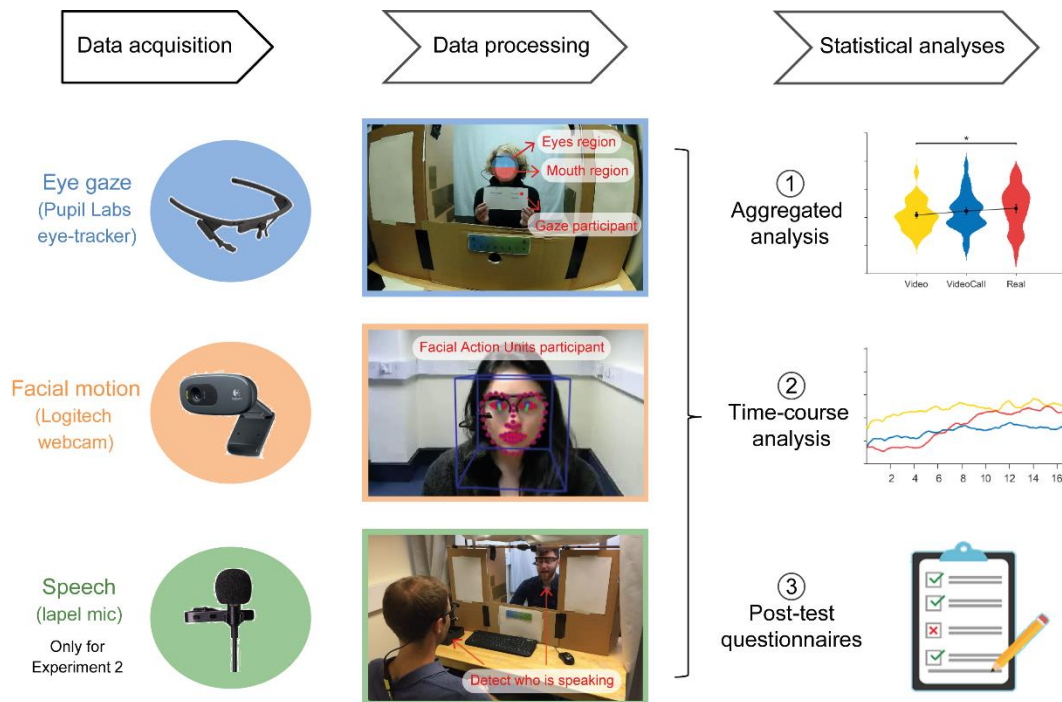 Data acquisition
Data processing
Statistical analyses
Eye gaze
(Pupil Labs
eye-tracker)
Eyes region
Mouth region
Gaze participant
1
Aggregated
analysis
*
Video
VideoCall
Real
Facial motion
(Logitech
webcam)
Facial Action Units participant
2
Time-course
analysis
2
4
6
8
10
12
14
16
Speech
(lapel mic)
Only for
Experiment 2
Detect who is speaking
3
Post-test
questionnaires